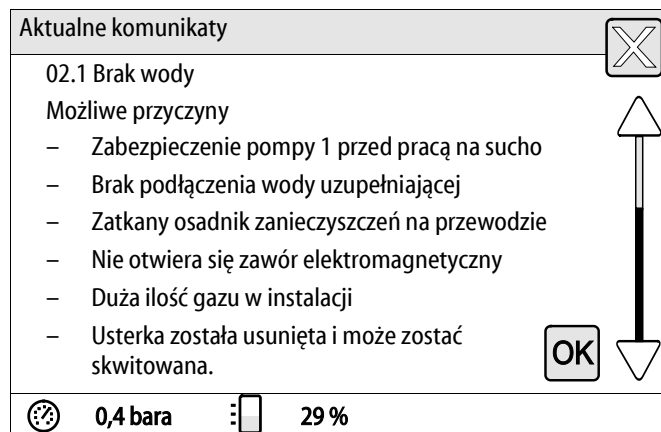 Aktualne komunikaty
02.1 Brak wody
Możliwe przyczyny
– Zabezpieczenie pompy 1 przed pracą na sucho
– Brak podłączenia wody uzupełniającej
– Zatkany osadnik zanieczyszczeń na przewodzie
– Nie otwiera się zawór elektromagnetyczny
– Duża ilość gazu w instalacji
– Usterka została usunięta i może zostać
skwitowana.
OK
0,4 bara 29 %